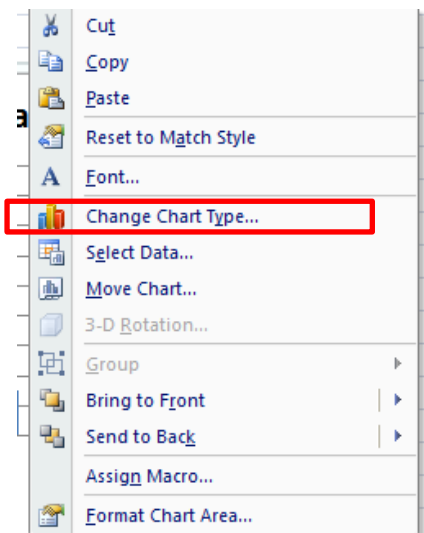 Cut
Copy
Paste
a
Reset to Match Style
A Font...
Change Chart Type...
Select Data...
Move Chart...
3-D Rotation...
Group
Bring to Front
Send to Back
Assign Macro...
Format Chart Area...